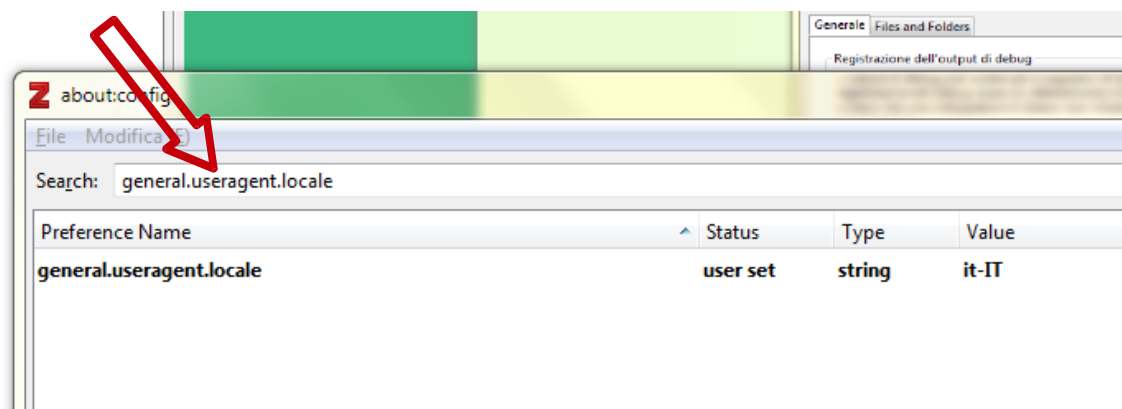 Generale Files and Folders
Registrazione dell'output di debug
Z about:config
File Modifica (E)
Search: general.useragent.locale
Preference Name Status Type Value
general.useragent.locale user set string it-IT